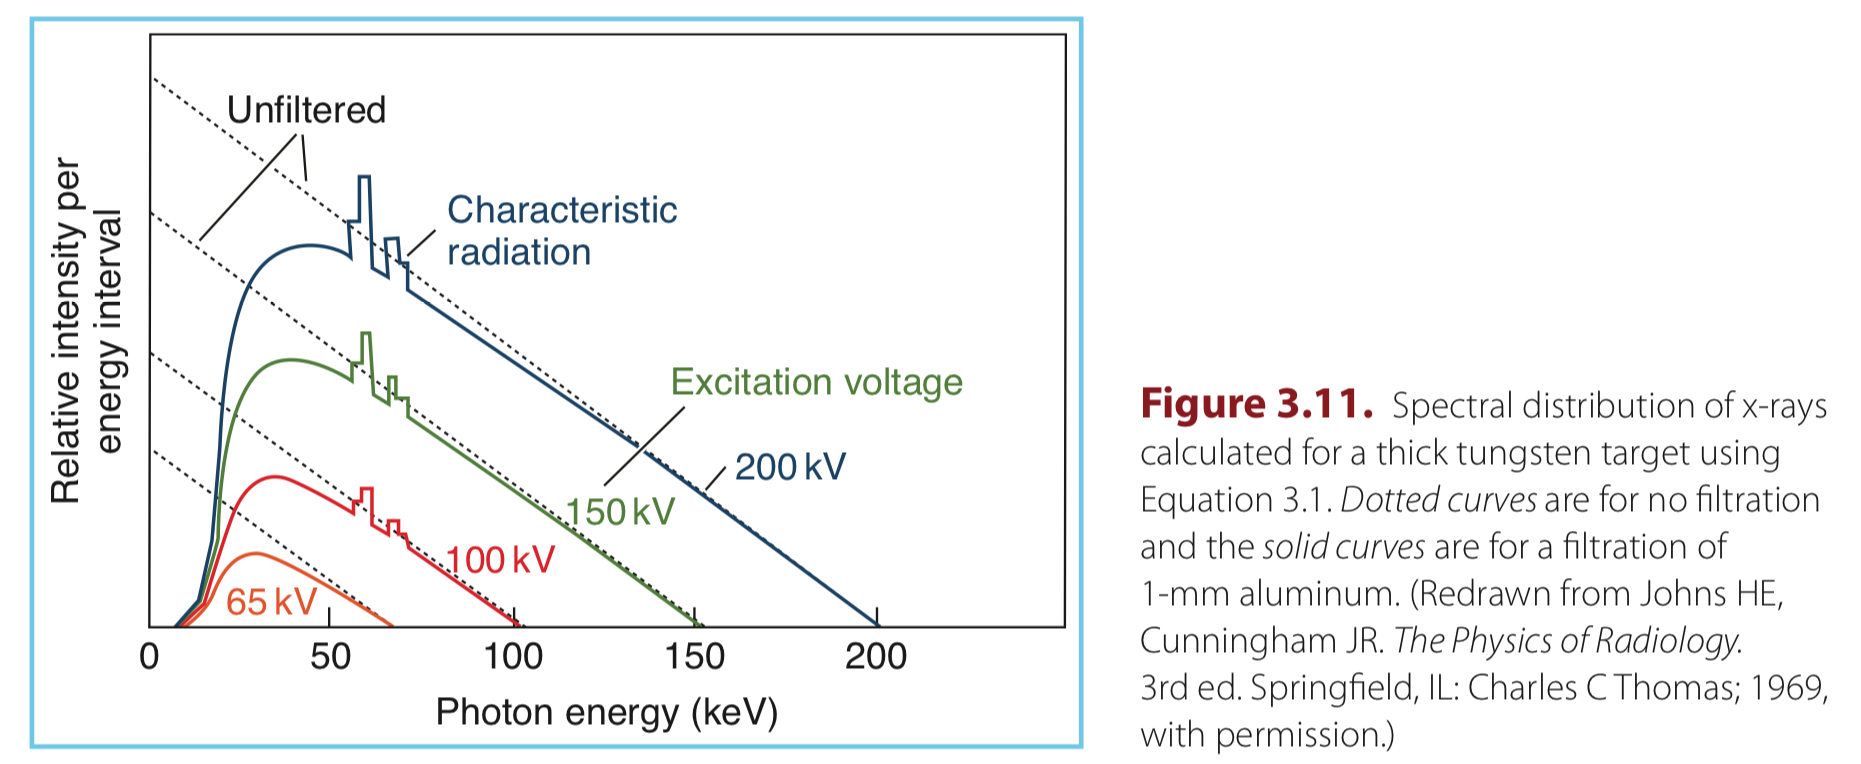 Relative intensity per
energy interval
Unfiltered
Characteristic
radiation
Excitation voltage
200 kV
150 kV
100 kV
65 kV
0 50 100 150 200
Photon energy (keV)
Figure 3.11. Spectral distribution of x-rays
calculated for a thick tungsten target using
Equation 3.1. Dotted curves are for no filtration
and the solid curves are for a filtration of
1-mm aluminum. (Redrawn from Johns HE,
Cunningham JR. The Physics of Radiology.
3rd ed. Springfield, IL: Charles C Thomas; 1969,
with permission.)